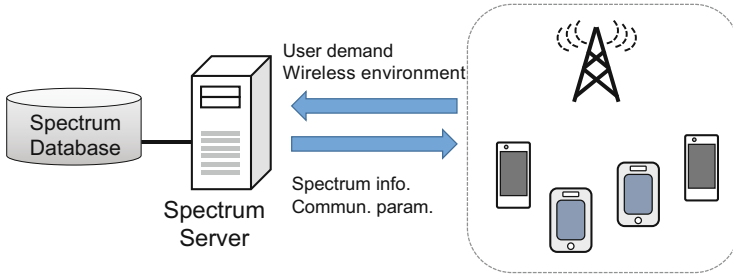 User demand
Wireless environment
Spectrum
Database
Spectrum info.
Commun. param.
Spectrum
Server